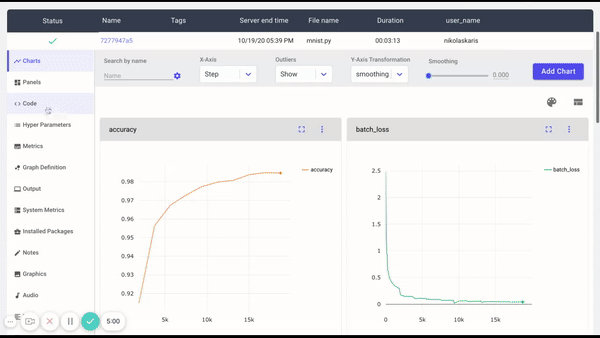 Status Name Tags Server end time File name Duration user_name
7277947a5 10/19/20 05:39 PM mnist.py 00:03:13 nikolaskaris
Charts
Panels
Code
Hyper Parameters
Metrics
Graph Definition
Output
System Metrics
Installed Packages
Notes
Graphics
Audio
5:00
Search by name X-Axis Outliers Y-Axis Transformation Smoothing
Name Step Show smoothing 0.000 Add Chart
accuracy
accuracy
0.98
0.97
0.96
0.95
0.94
0.93
0.92
5k 10k 15k
batch_loss
batch_loss
2.5
2
1.5
1
0.5
0
0 5k 10k 15k